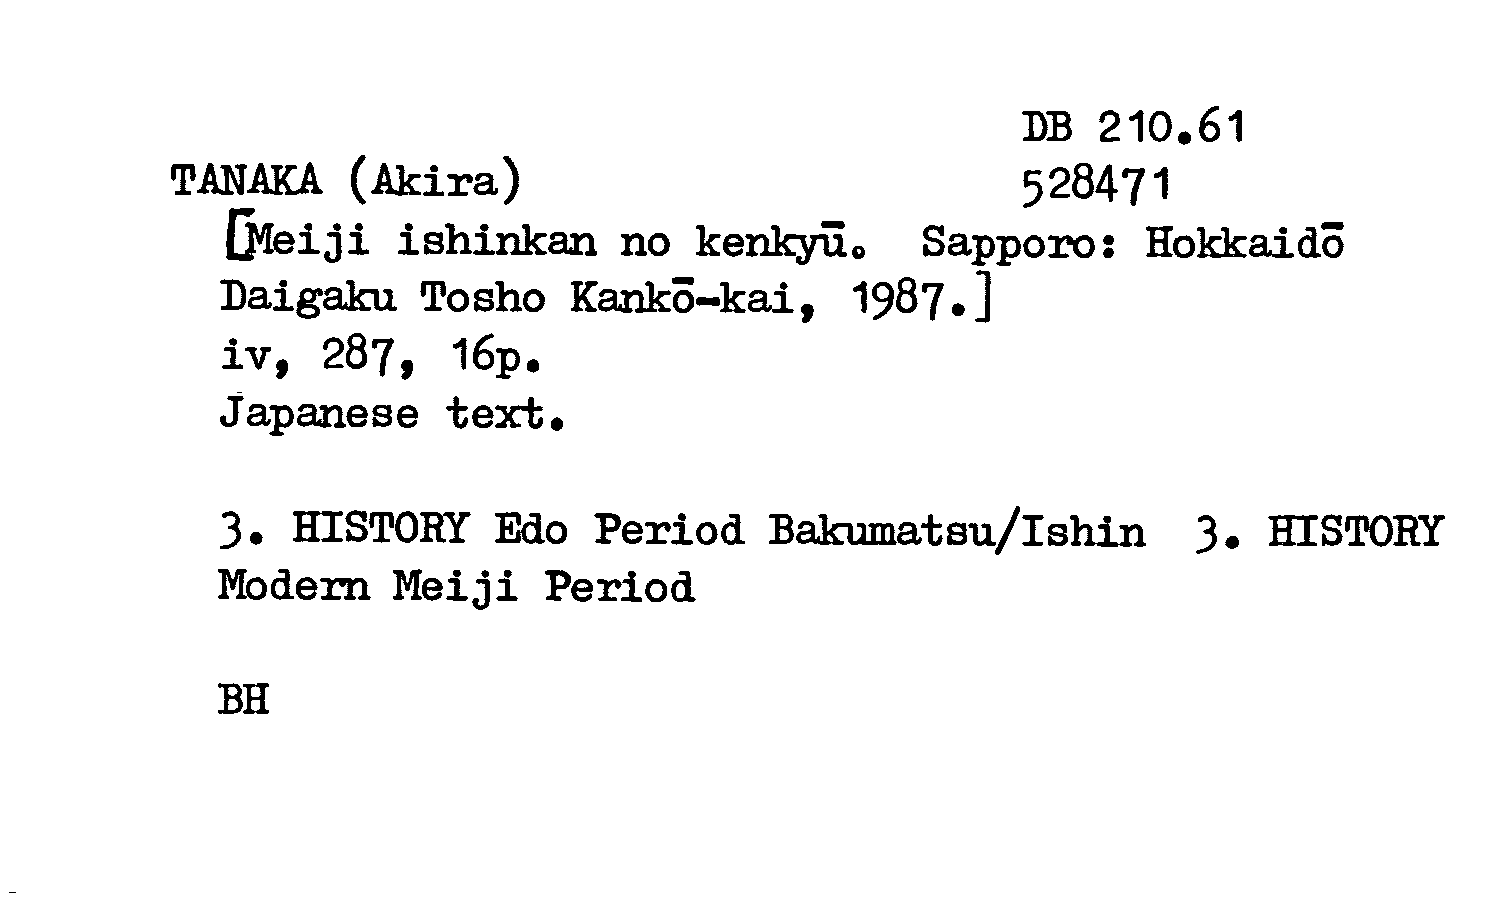 DB 210.61
TANAKA (Akira) 528471
[Meiji ishinkan no kenkyū. Sapporo: Hokkaidō
Daigaku Tosho Kankō-kai, 1987.]
iv, 287, 16p.
Japanese text.
3. HISTORY Edo Period Bakumatsu/Ishin 3. HISTORY
Modern Meiji Period
BH